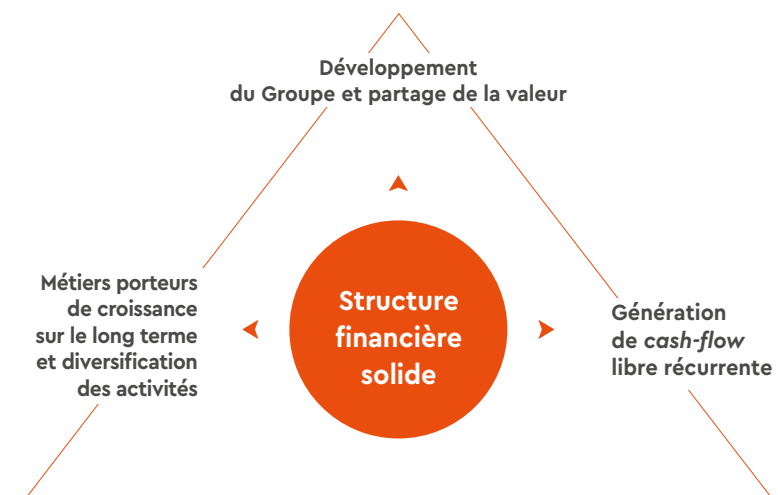 Développement
du Groupe et partage de la valeur
Métiers porteurs
de croissance
sur le long terme
et diversification
des activités
Structure
financière
solide
Génération
de cash-flow
libre récurrente